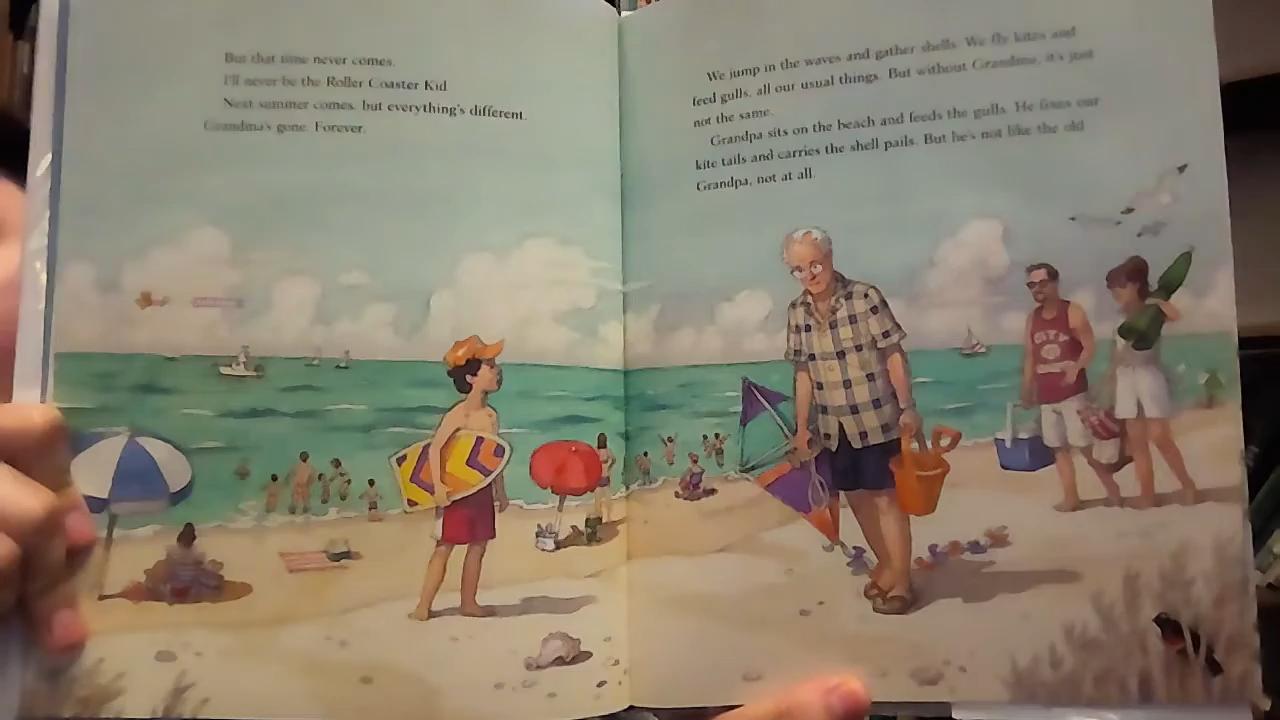 But that time never comes.
I'll never be the Roller Coaster Kid.
Next summer comes, but everything's different.
Grandma's gone. Forever.
We jump in the waves and gather shells. We fly kites and
feed gulls, all our usual things. But without Grandma, it's just
not the same.
Grandpa sits on the beach and feeds the gulls. He fixes our
kite tails and carries the shell pails. But he's not like the old
Grandpa, not at all.
CITY